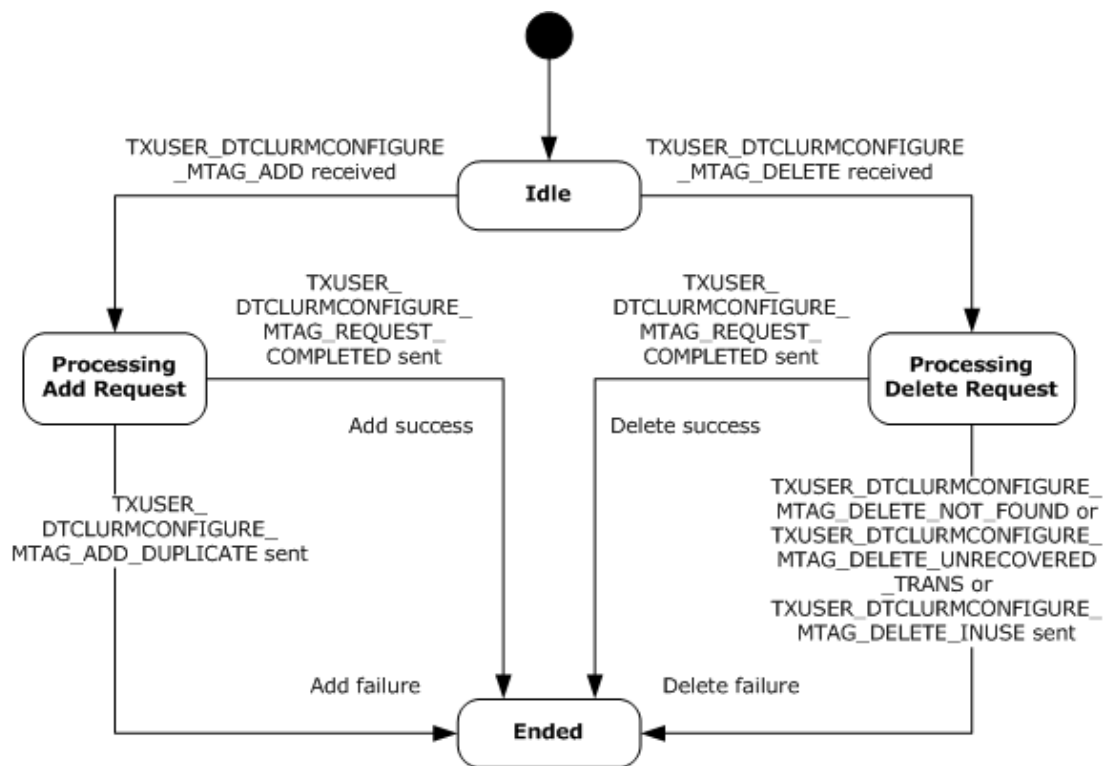 TXUSER_DTCLURMCONFIGURE
_MTAG_ADD received
TXUSER_DTCLURMCONFIGURE
_MTAG_DELETE received
Idle
TXUSER_
DTCLURMCONFIGURE_
MTAG_REQUEST_
COMPLETED sent
TXUSER_
DTCLURMCONFIGURE_
MTAG_REQUEST_
COMPLETED sent
Processing
Add Request
Processing
Delete Request
Add success
Delete success
TXUSER_
DTCLURMCONFIGURE_
MTAG_ADD_DUPLICATE sent
TXUSER_DTCLURMCONFIGURE_
MTAG_DELETE_NOT_FOUND or
TXUSER_DTCLURMCONFIGURE_
MTAG_DELETE_UNRECOVERED
_TRANS or
TXUSER_DTCLURMCONFIGURE_
MTAG_DELETE_INUSE sent
Add failure
Delete failure
Ended